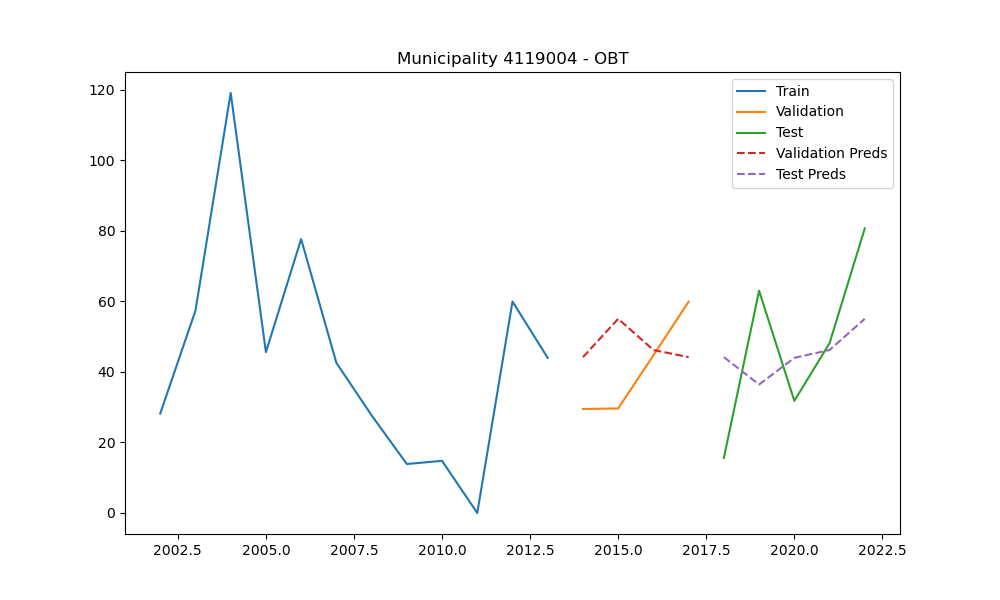 Municipality 4119004 - OBT
Train
Validation
Test
Validation Preds
Test Preds
120
100
80
60
40
20
0
2002.5 2005.0 2007.5 2010.0 2012.5 2015.0 2017.5 2020.0 2022.5